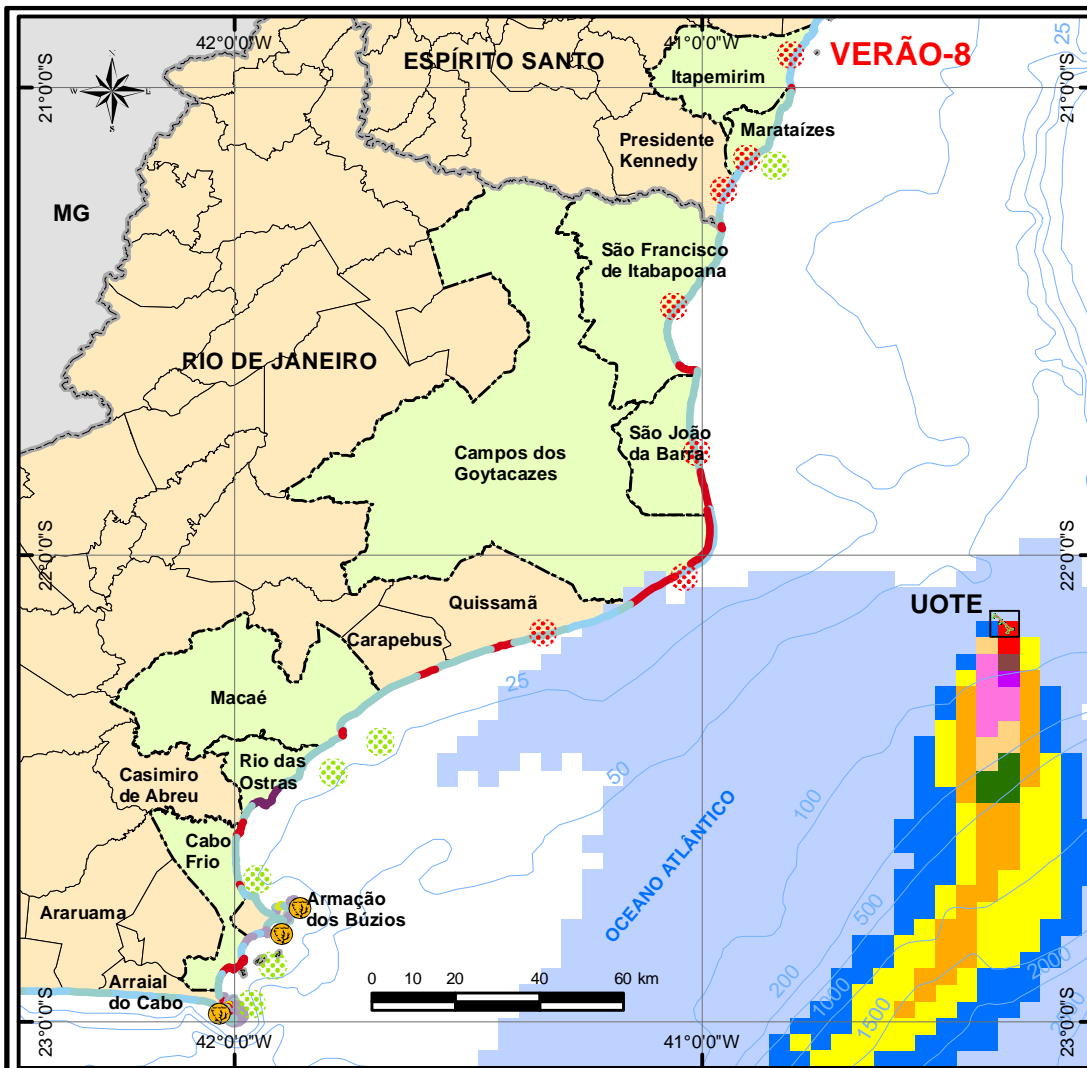 42°0'0"W
41°0'0"W
25
ESPÍRITO SANTO
VERÃO-8
N
W
E
S
Itapemirim
21°0'0"S
21°0'0"S
Marataízes
Presidente
Kennedy
MG
São Francisco
de Itabapoana
RIO DE JANEIRO
São João
da Barra
Campos dos
Goytacazes
22°0'0"S
22°0'0"S
Quissamã
UOTE
Carapebus
25
Macaé
50
Rio das
Ostras
Casimiro
de Abreu
100
OCEANO ATLÂNTICO
Cabo
Frio
500
Armação
dos Búzios
Araruama
2000
200
1000
1500
Arraial
do Cabo
0 10 20 40 60 km
23°0'0"S
23°0'0"S
42°0'0"W
41°0'0"W